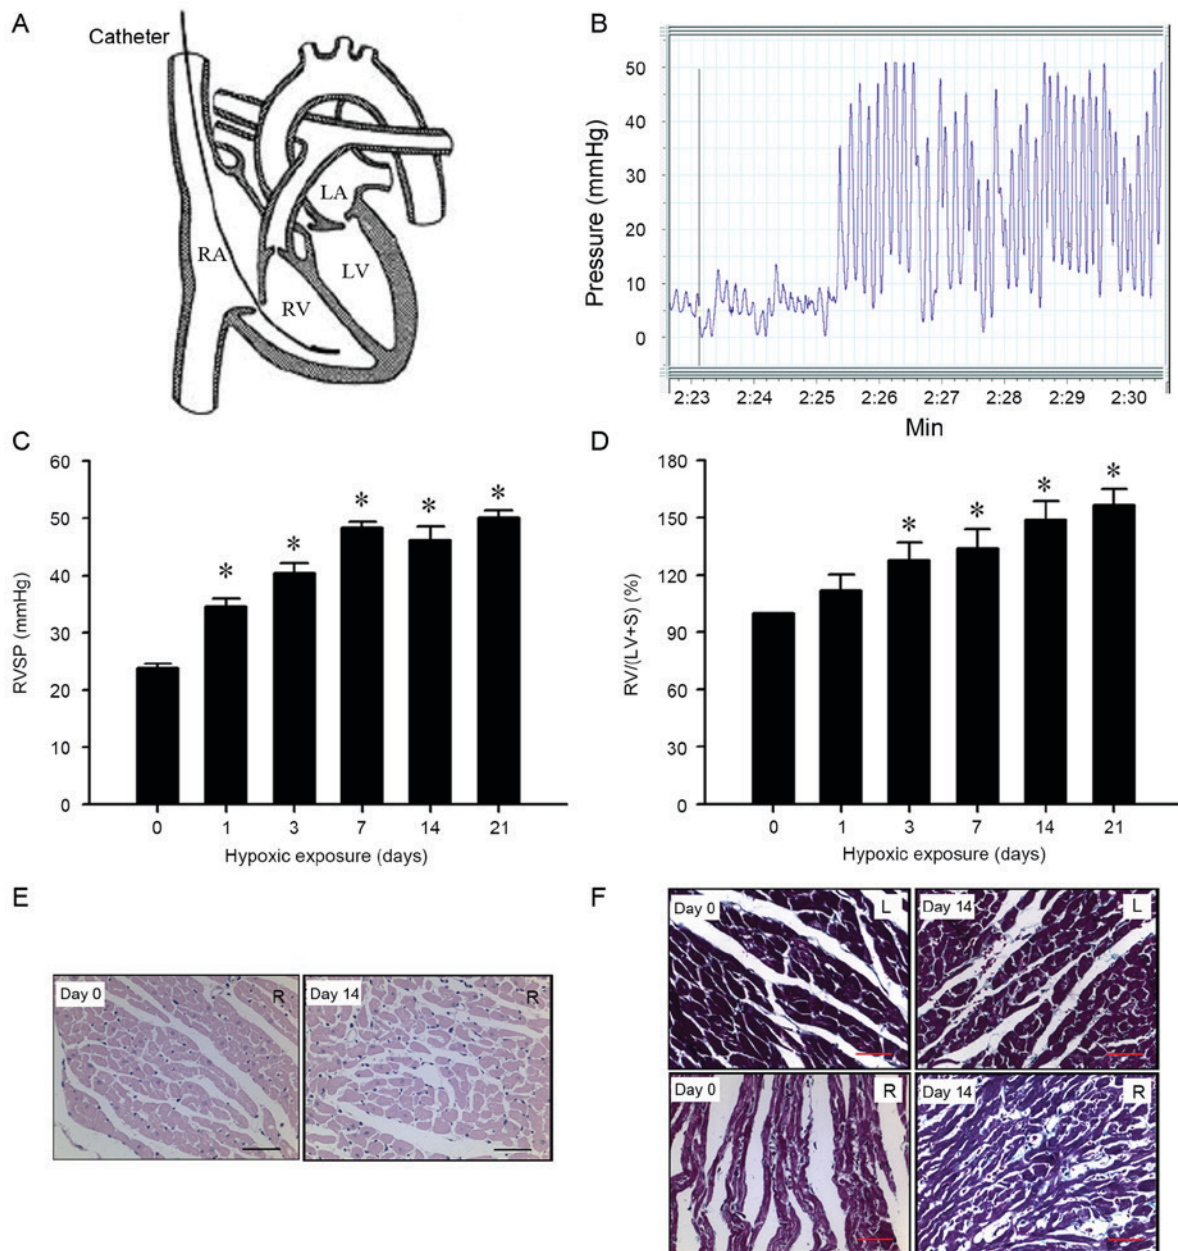 A
Catheter
LA
RA
LV
RV
B
Pressure (mmHg)
50
40
30
20
10
0
2:23 2:24 2:25 2:26 2:27 2:28 2:29 2:30
Min
C
RVSP (mmHg)
60
50
40
30
20
10
0
* * * * *
0 1 3 7 14 21
Hypoxic exposure (days)
D
RV/(LV+S) (%)
180
150
120
90
60
30
0
* * * *
0 1 3 7 14 21
Hypoxic exposure (days)
E
Day 0 R
Day 14 R
F
Day 0 L
Day 14 L
Day 0 R
Day 14 R